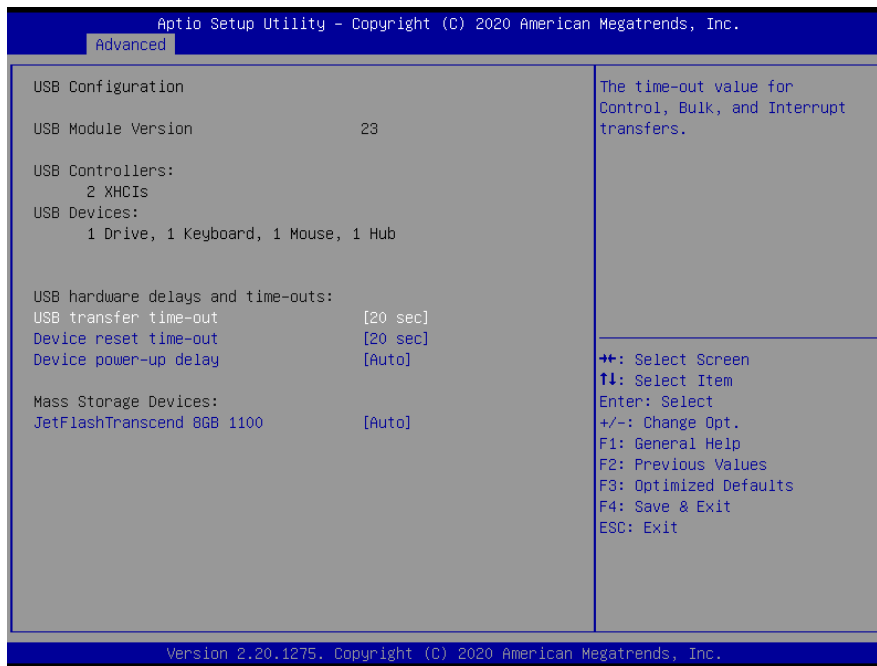 Aptio Setup Utility – Copyright (C) 2020 American Megatrends, Inc.
Advanced
USB Configuration
USB Module Version 23
USB Controllers:
2 XHCIs
USB Devices:
1 Drive, 1 Keyboard, 1 Mouse, 1 Hub
USB hardware delays and time-outs:
USB transfer time-out [20 sec]
Device reset time-out [20 sec]
Device power-up delay [Auto]
Mass Storage Devices:
JetFlashTranscend 8GB 1100 [Auto]
The time-out value for
Control, Bulk, and Interrupt
transfers.
→←: Select Screen
↑↓: Select Item
Enter: Select
+/-: Change Opt.
F1: General Help
F2: Previous Values
F3: Optimized Defaults
F4: Save & Exit
ESC: Exit
Version 2.20.1275. Copyright (C) 2020 American Megatrends, Inc.